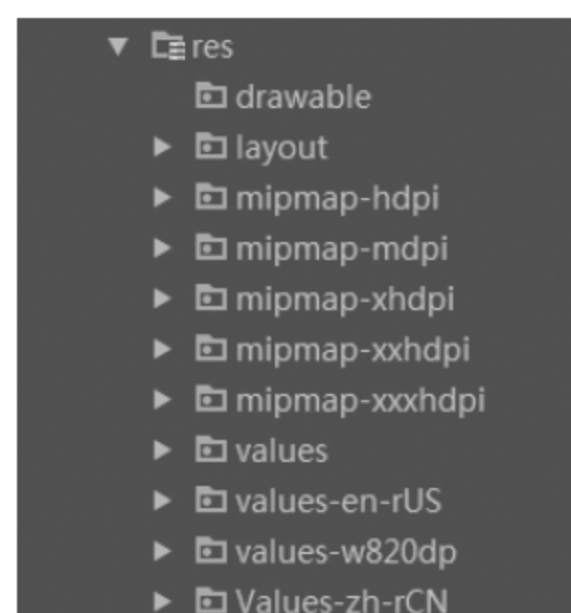 res
drawable
layout
mipmap-hdpi
mipmap-mdpi
mipmap-xhdpi
mipmap-xxhdpi
mipmap-xxxhdpi
values
values-en-rUS
values-w820dp
Values-zh-rCN